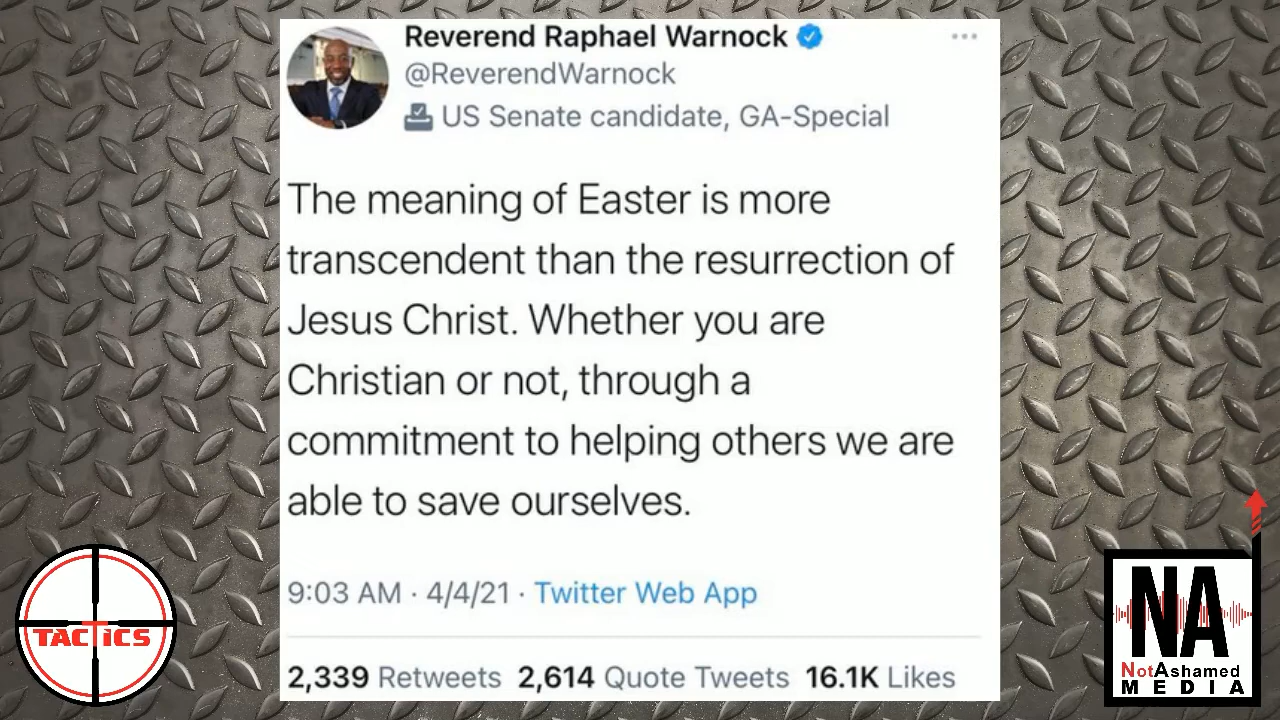 Reverend Raphael Warnock
@ReverendWarnock
US Senate candidate, GA-Special
The meaning of Easter is more
transcendent than the resurrection of
Jesus Christ. Whether you are
Christian or not, through a
commitment to helping others we are
able to save ourselves.
9:03 AM · 4/4/21 · Twitter Web App
2,339 Retweets 2,614 Quote Tweets 16.1K Likes
TACTICS
NA
NotAshamed
MEDIA